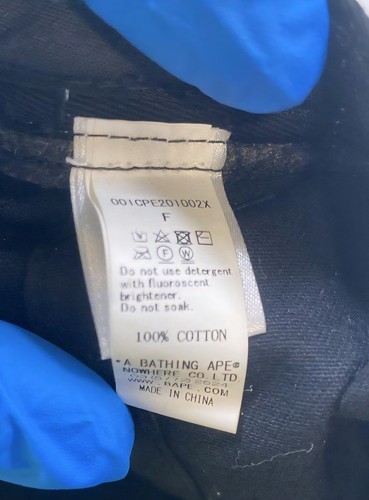 001CPE201002X
F
F W
Do not use detergent
with fluoroscent
brightener.
Do not soak.
100% COTTON
*A BATHING APE®
NOWHERE CO.LTD.
WWW.BAPE.COM
MADE IN CHINA